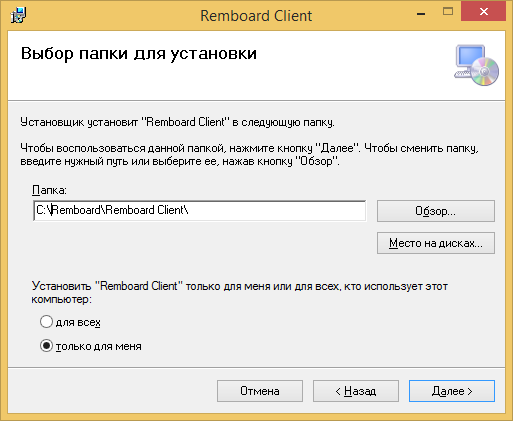 Remboard Client
Выбор папки для установки
Установщик установит "Remboard Client" в следующую папку.
Чтобы воспользоваться данной папкой, нажмите кнопку "Далее". Чтобы сменить папку,
введите нужный путь или выберите ее, нажав кнопку "Обзор".
Папка:
C:\Remboard\Remboard Client\
Обзор...
Место на дисках...
Установить "Remboard Client" только для меня или для всех, кто использует этот
компьютер:
для всех
только для меня
Отмена
< Назад
Далее >